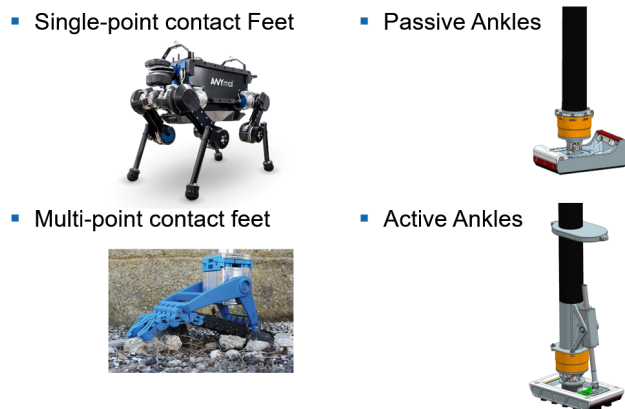 Single-point contact Feet
Passive Ankles
ANYmal
Multi-point contact feet
Active Ankles